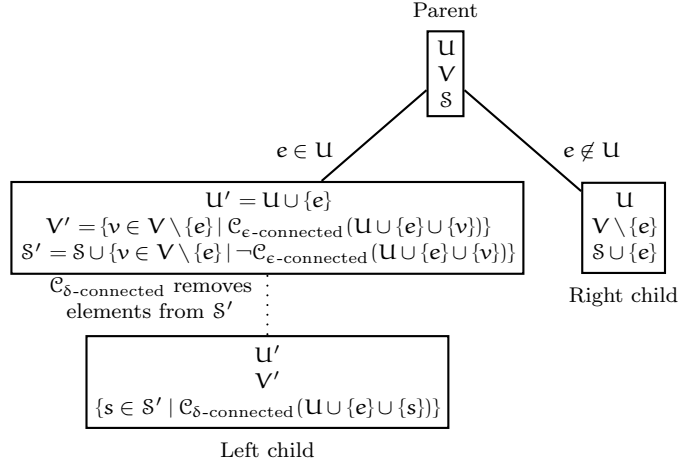 Parent
U
V
S
e ∈ U
e ∉ U
U′ = U ∪ {e}
V′ = {v ∈ V \ {e} | C_ϵ-connected(U ∪ {e} ∪ {v})}
S′ = S ∪ {v ∈ V \ {e} | ¬C_ϵ-connected(U ∪ {e} ∪ {v})}
U
V \ {e}
S ∪ {e}
Right child
C_δ-connected removes
elements from S′
U′
V′
{s ∈ S′ | C_δ-connected(U ∪ {e} ∪ {s})}
Left child